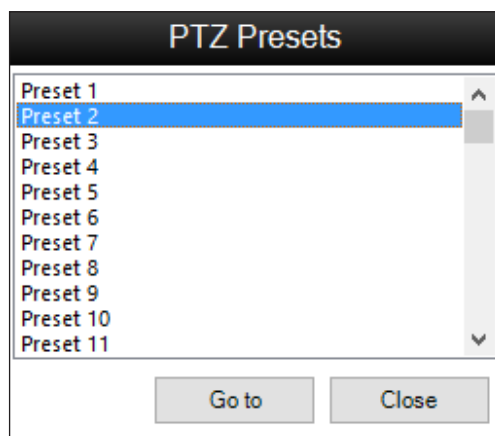 PTZ Presets
Preset 1
Preset 2
Preset 3
Preset 4
Preset 5
Preset 6
Preset 7
Preset 8
Preset 9
Preset 10
Preset 11
Go to Close